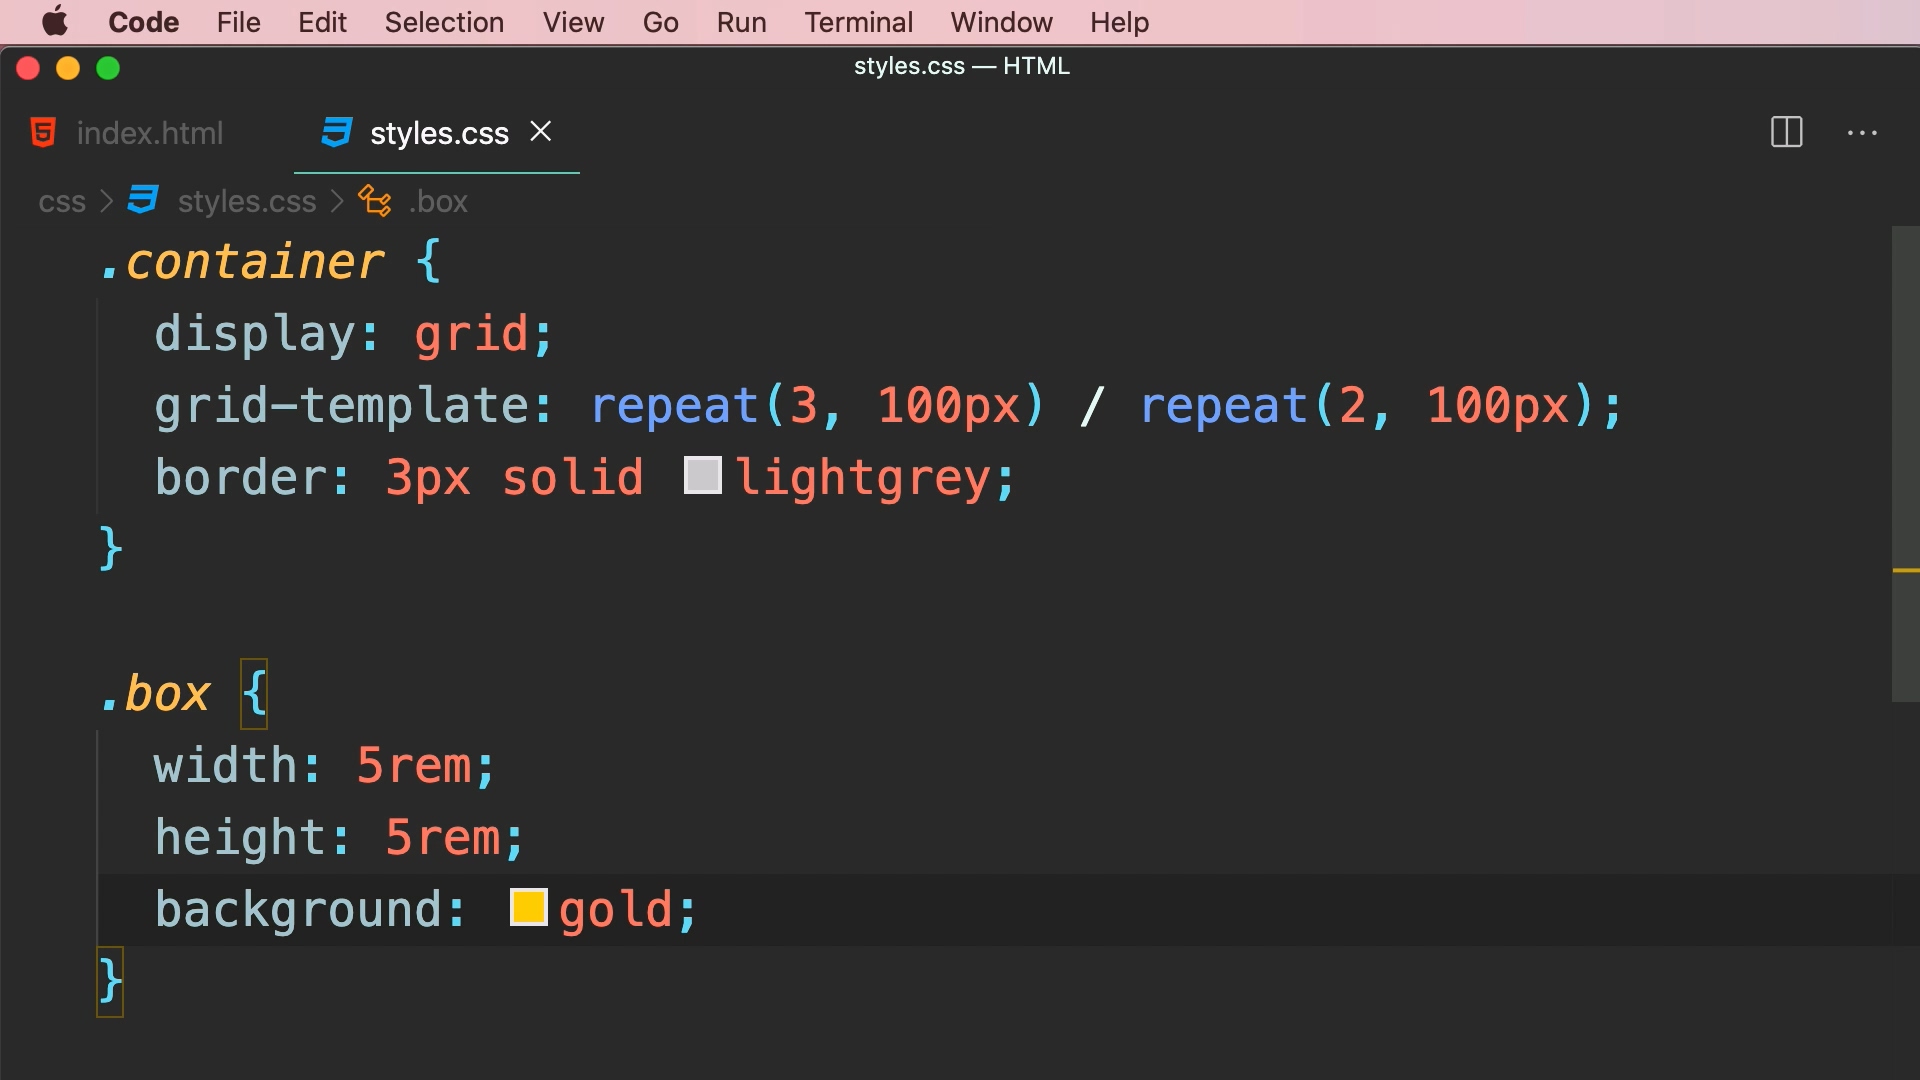 Code File Edit Selection View Go Run Terminal Window Help
styles.css — HTML
index.html styles.css
css > styles.css > .box
.container {
display: grid;
grid-template: repeat(3, 100px) / repeat(2, 100px);
border: 3px solid lightgrey;
}
.box {
width: 5rem;
height: 5rem;
background: gold;
}